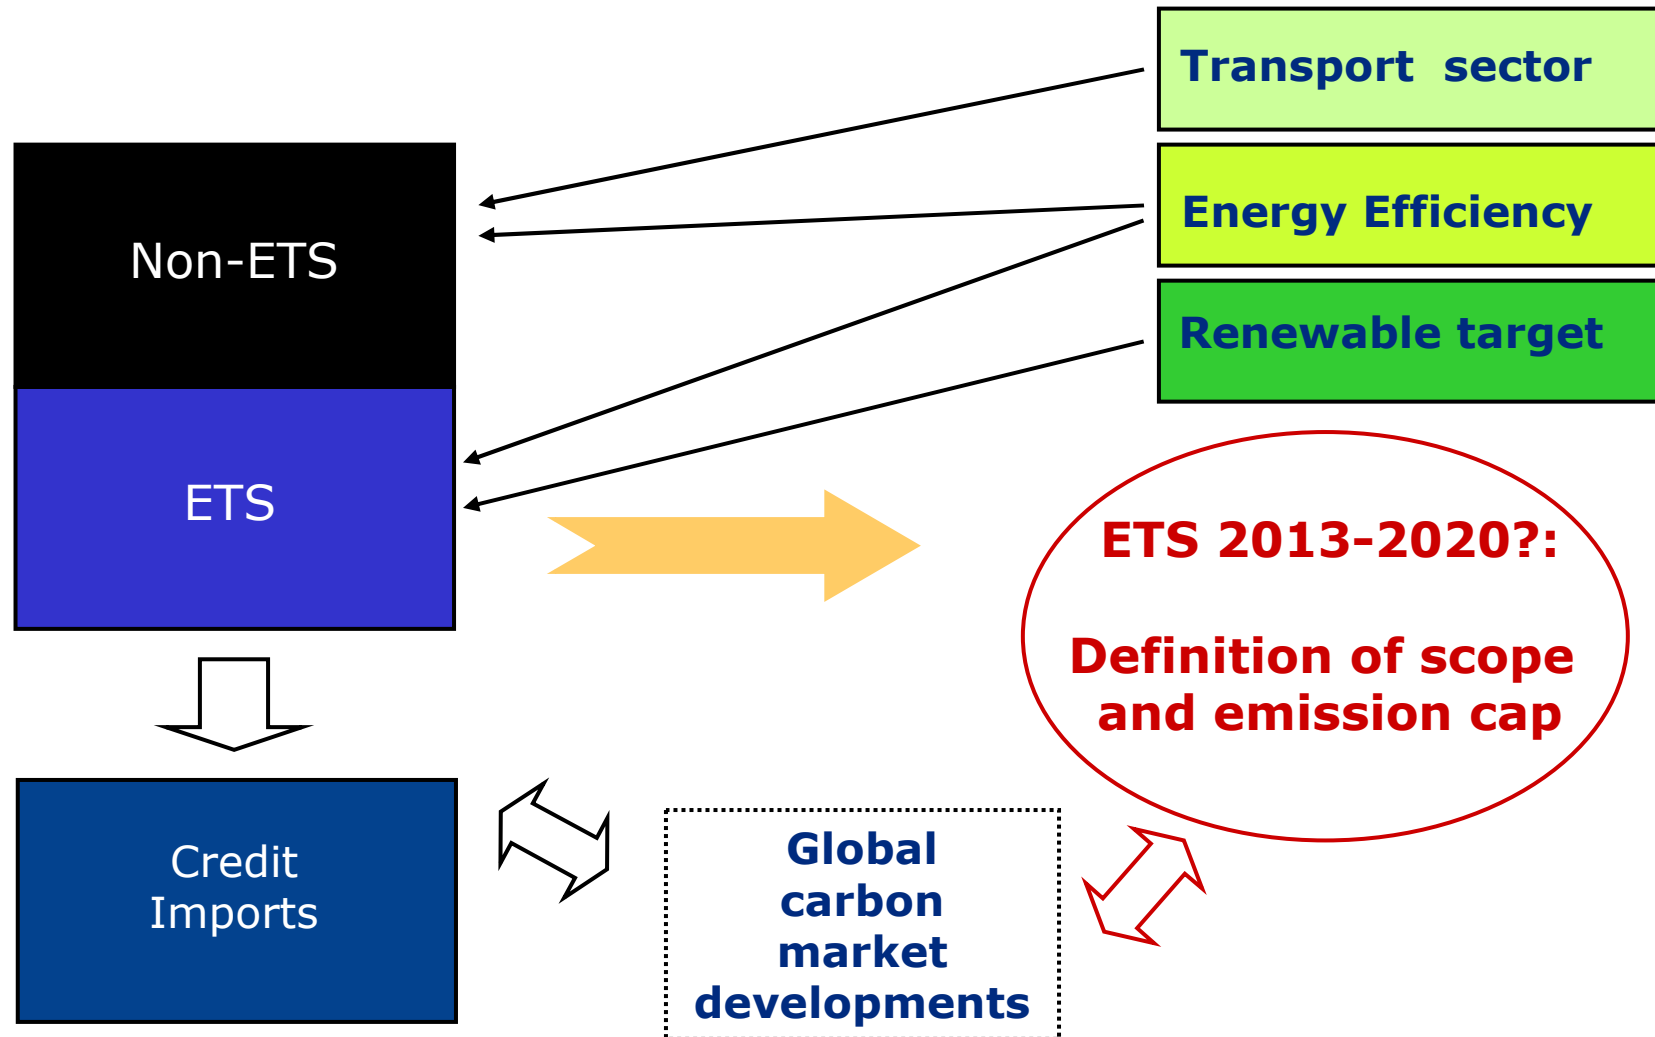 Transport sector
Energy Efficiency
Renewable target
Non-ETS
ETS
ETS 2013-2020?:
Definition of scope
and emission cap
Credit
Imports
Global
carbon
market
developments